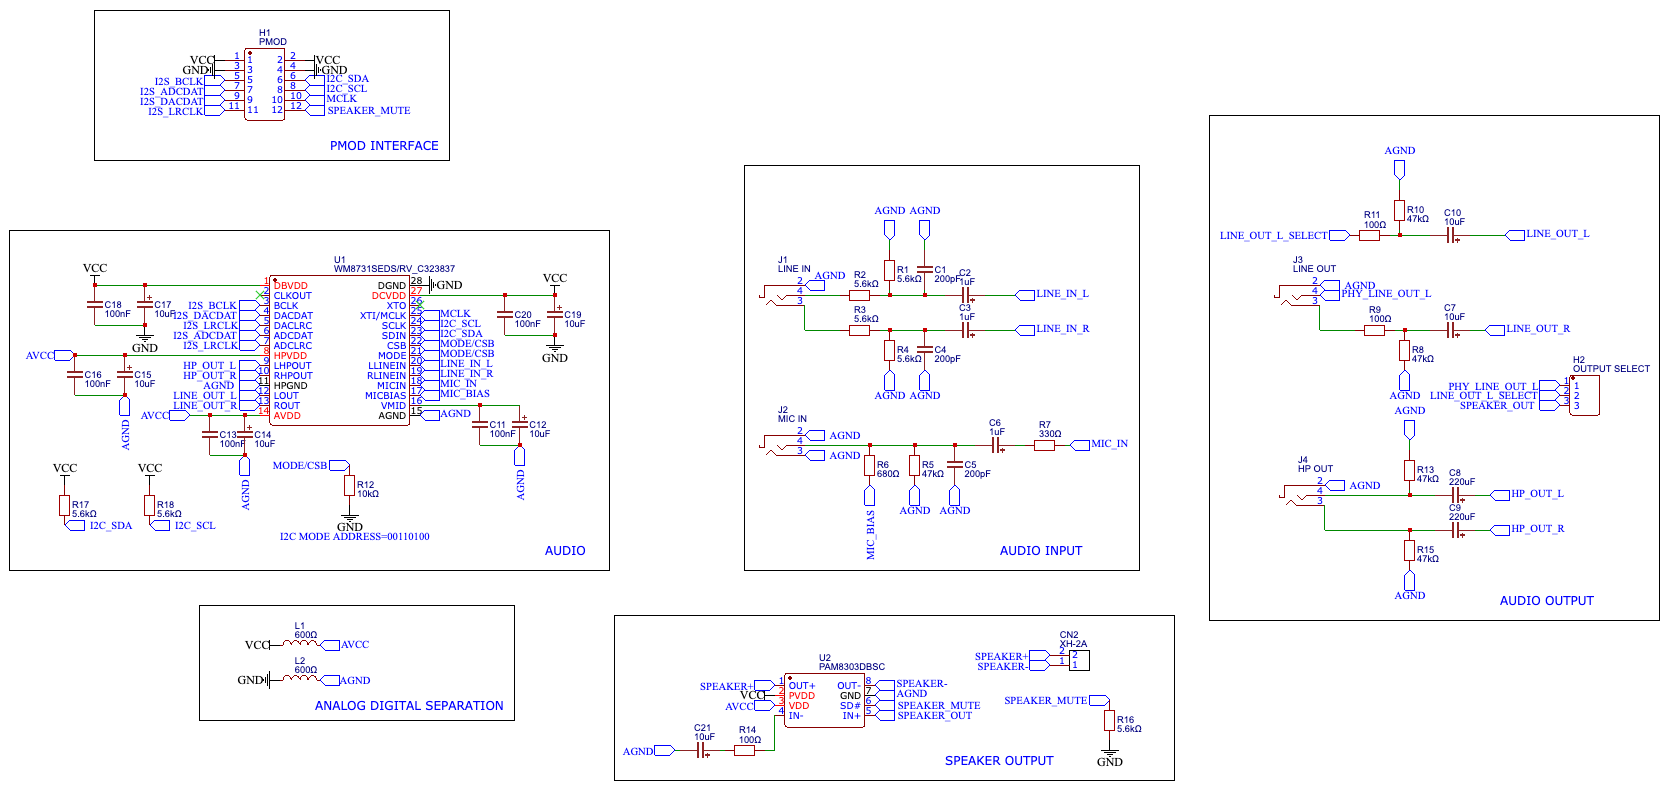 H1
PMOD
VCC 1 1 2 2 VCC
GND 3 3 4 4 GND
I2S_BCLK 5 5 6 6 I2C_SDA
I2S_ADCDAT 7 7 8 8 I2C_SCL
I2S_DACDAT 9 9 10 10 MCLK
I2S_LRCLK 11 11 12 12 SPEAKER_MUTE
PMOD INTERFACE
U1
WM8731SEDS/RV_C323837
VCC
C18
100nF
C17
10uF
GND
1 DBVDD
2 CLKOUT
I2S_BCLK 3 BCLK
I2S_DACDAT 4 DACDAT
I2S_LRCLK 5 DACLRC
I2S_ADCDAT 6 ADCDAT
I2S_LRCLK 7 ADCLRC
AVCC 8 HPVDD
HP_OUT_L 9 LHPOUT
HP_OUT_R 10 RHPOUT
AGND 11 HPGND
LINE_OUT_L 12 LOUT
LINE_OUT_R 13 ROUT
AVCC 14 AVDD
DGND 28 GND
DCVDD 27
XTO 26
XTI/MCLK 25 MCLK
SCLK 24 I2C_SCL
SDIN 23 I2C_SDA
CSB 22 MODE/CSB
MODE 21 MODE/CSB
LLINEIN 20 LINE_IN_L
RLINEIN 19 LINE_IN_R
MICIN 18 MIC_IN
MICBIAS 17 MIC_BIAS
VMID 16
AGND 15 AGND
VCC
C20
100nF
C19
10uF
GND
C16
100nF
C15
10uF
AGND
C13
100nF
C14
10uF
AGND
C11
100nF
C12
10uF
AGND
VCC
R17
5.6kΩ
I2C_SDA
VCC
R18
5.6kΩ
I2C_SCL
MODE/CSB
R12
10kΩ
GND
I2C MODE ADDRESS=00110100
AUDIO
L1
600Ω
VCC AVCC
L2
600Ω
GND AGND
ANALOG DIGITAL SEPARATION
AGND AGND
J1
LINE IN
2 AGND
4
3
R2
5.6kΩ
R1
5.6kΩ
C1
200pF
C2
1uF
LINE_IN_L
R3
5.6kΩ
C3
1uF
LINE_IN_R
R4
5.6kΩ
C4
200pF
AGND AGND
J2
MIC IN
2 AGND
4
3 AGND
R6
680Ω
MIC_BIAS
R5
47kΩ
AGND
C5
200pF
AGND
C6
1uF
R7
330Ω
MIC_IN
AUDIO INPUT
U2
PAM8303DBSC
SPEAKER+ 1 OUT+
VCC 2 PVDD
AVCC 3 VDD
4 IN-
OUT- 8 SPEAKER-
GND 7 AGND
SD# 6 SPEAKER_MUTE
IN+ 5 SPEAKER_OUT
AGND
C21
10uF
R14
100Ω
CN2
XH-2A
SPEAKER+ 2 2
SPEAKER- 1 1
SPEAKER_MUTE
R16
5.6kΩ
GND
SPEAKER OUTPUT
AGND
R10
47kΩ
LINE_OUT_L_SELECT
R11
100Ω
C10
10uF
LINE_OUT_L
J3
LINE OUT
2 AGND
4 PHY_LINE_OUT_L
3
R9
100Ω
C7
10uF
LINE_OUT_R
R8
47kΩ
AGND
H2
OUTPUT SELECT
PHY_LINE_OUT_L 1 1
LINE_OUT_L_SELECT 2 2
SPEAKER_OUT 3 3
AGND
R13
47kΩ
J4
HP OUT
2 AGND
4
3
C8
220uF
HP_OUT_L
C9
220uF
HP_OUT_R
R15
47kΩ
AGND
AUDIO OUTPUT